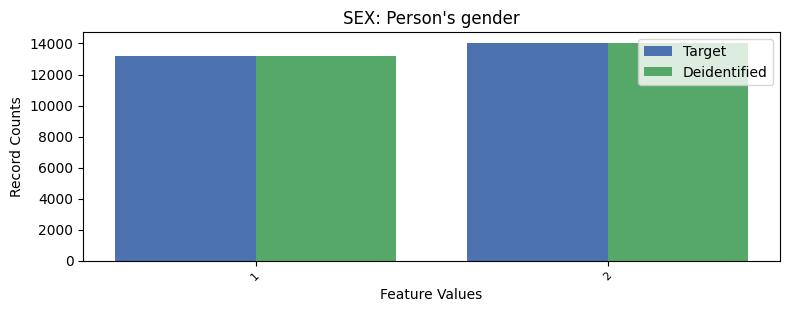 SEX: Person's gender
Target
Deidentified
Record Counts
14000
12000
10000
8000
6000
4000
2000
0
1
2
Feature Values